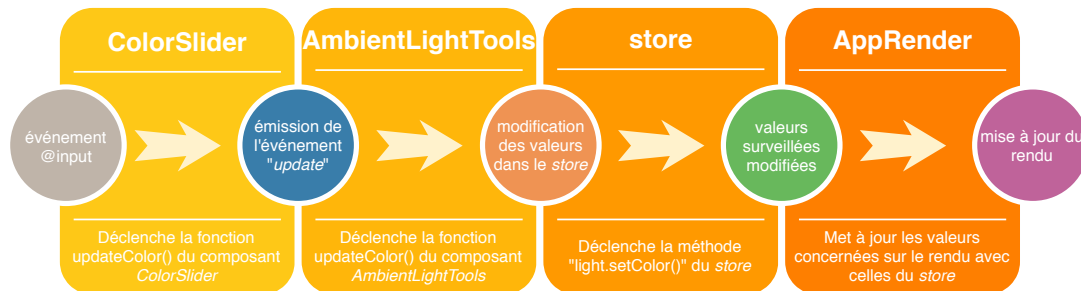 ColorSlider
AmbientLightTools
store
AppRender
événement
@input
émission de
l'événement
"update"
modification
des valeurs
dans le store
valeurs
surveillées
modifiées
mise à jour du
rendu
Déclenche la fonction
updateColor() du composant
ColorSlider
Déclenche la fonction
updateColor() du composant
AmbientLightTools
Déclenche la méthode
"light.setColor()" du store
Met à jour les valeurs
concernées sur le rendu avec
celles du store